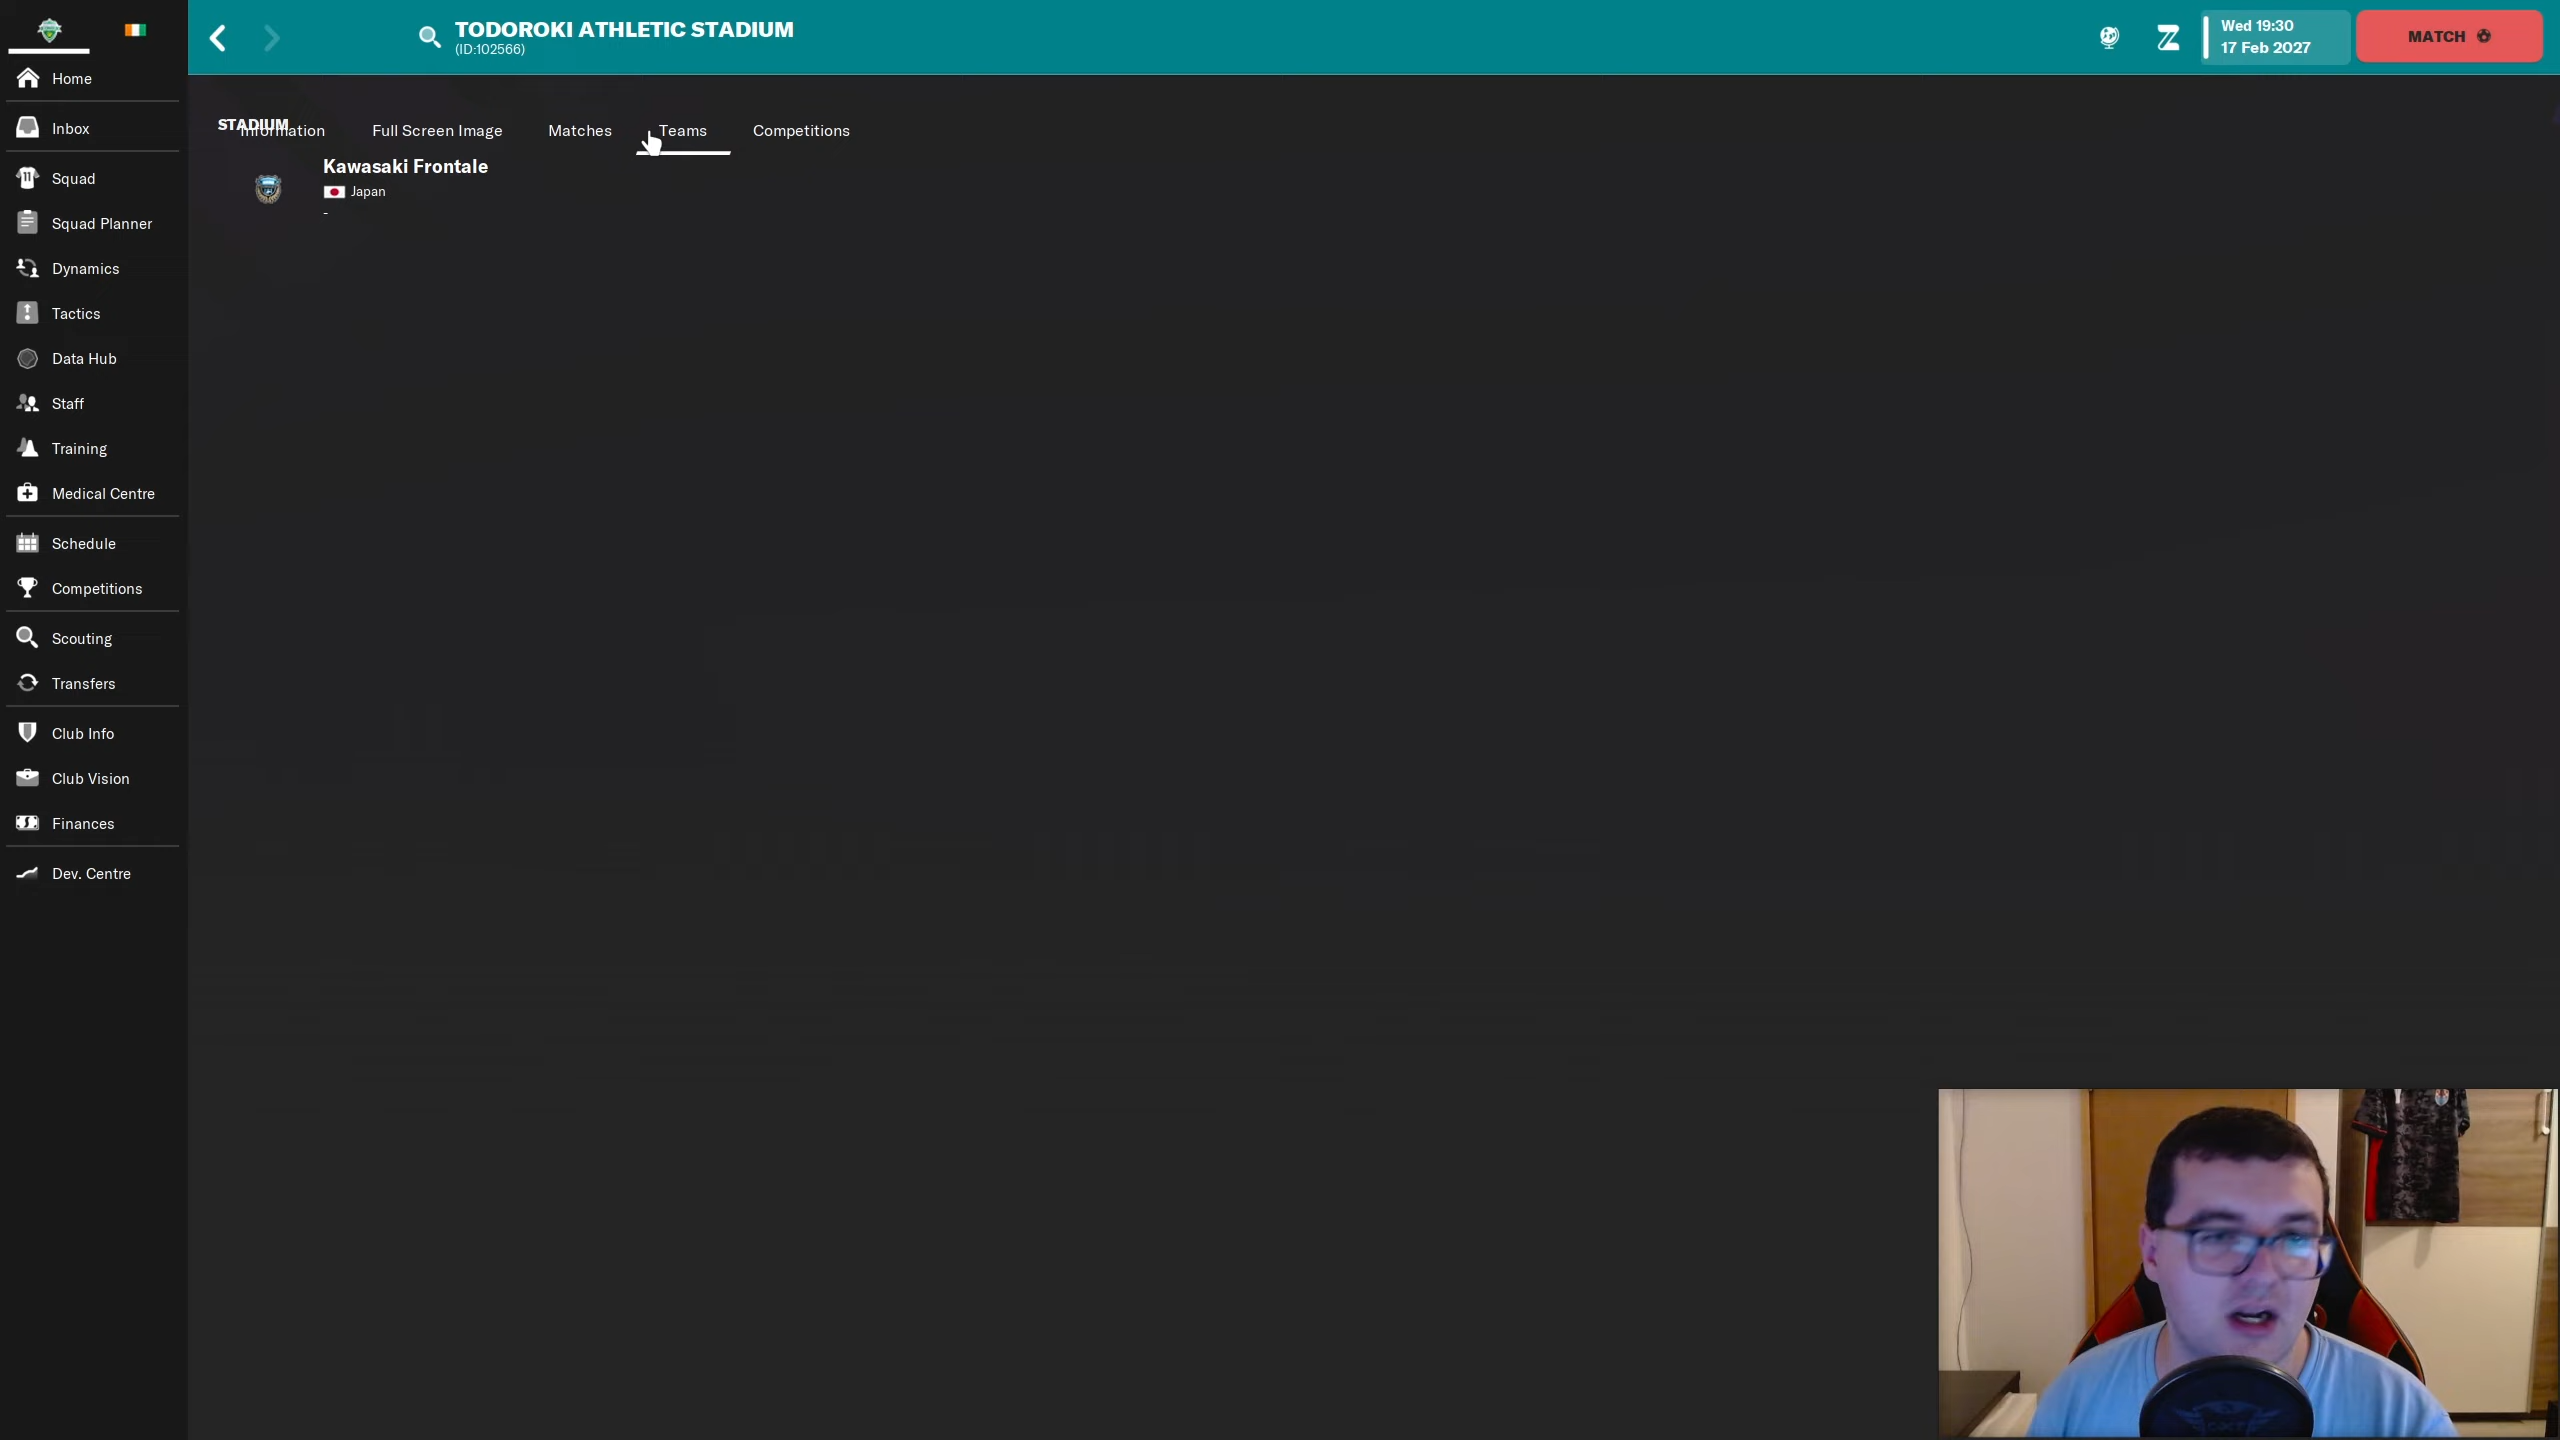 TODOROKI ATHLETIC STADIUM
(ID:102566)
Wed 19:30
17 Feb 2027
MATCH
Home
Inbox
Squad
Squad Planner
Dynamics
Tactics
Data Hub
Staff
Training
Medical Centre
Schedule
Competitions
Scouting
Transfers
Club Info
Club Vision
Finances
Dev. Centre
STADIUM
Information Full Screen Image Matches Teams Competitions
Kawasaki Frontale
Japan
-